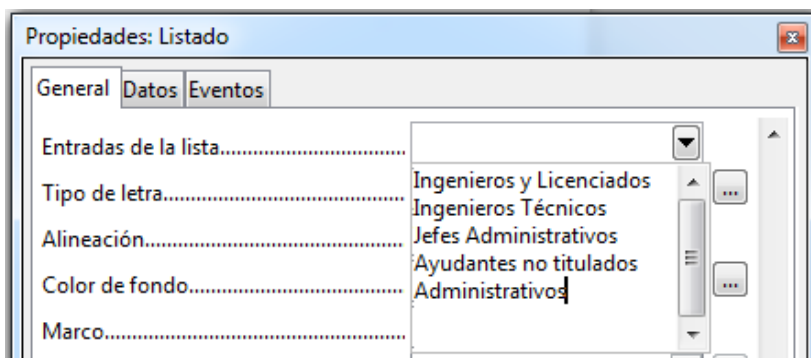 Propiedades: Listado
General Datos Eventos
Entradas de la lista
Ingenieros y Licenciados
Tipo de letra
...
Ingenieros Técnicos
Alineación
Jefes Administrativos
Ayudantes no titulados
Color de fondo
...
Administrativos
Marco